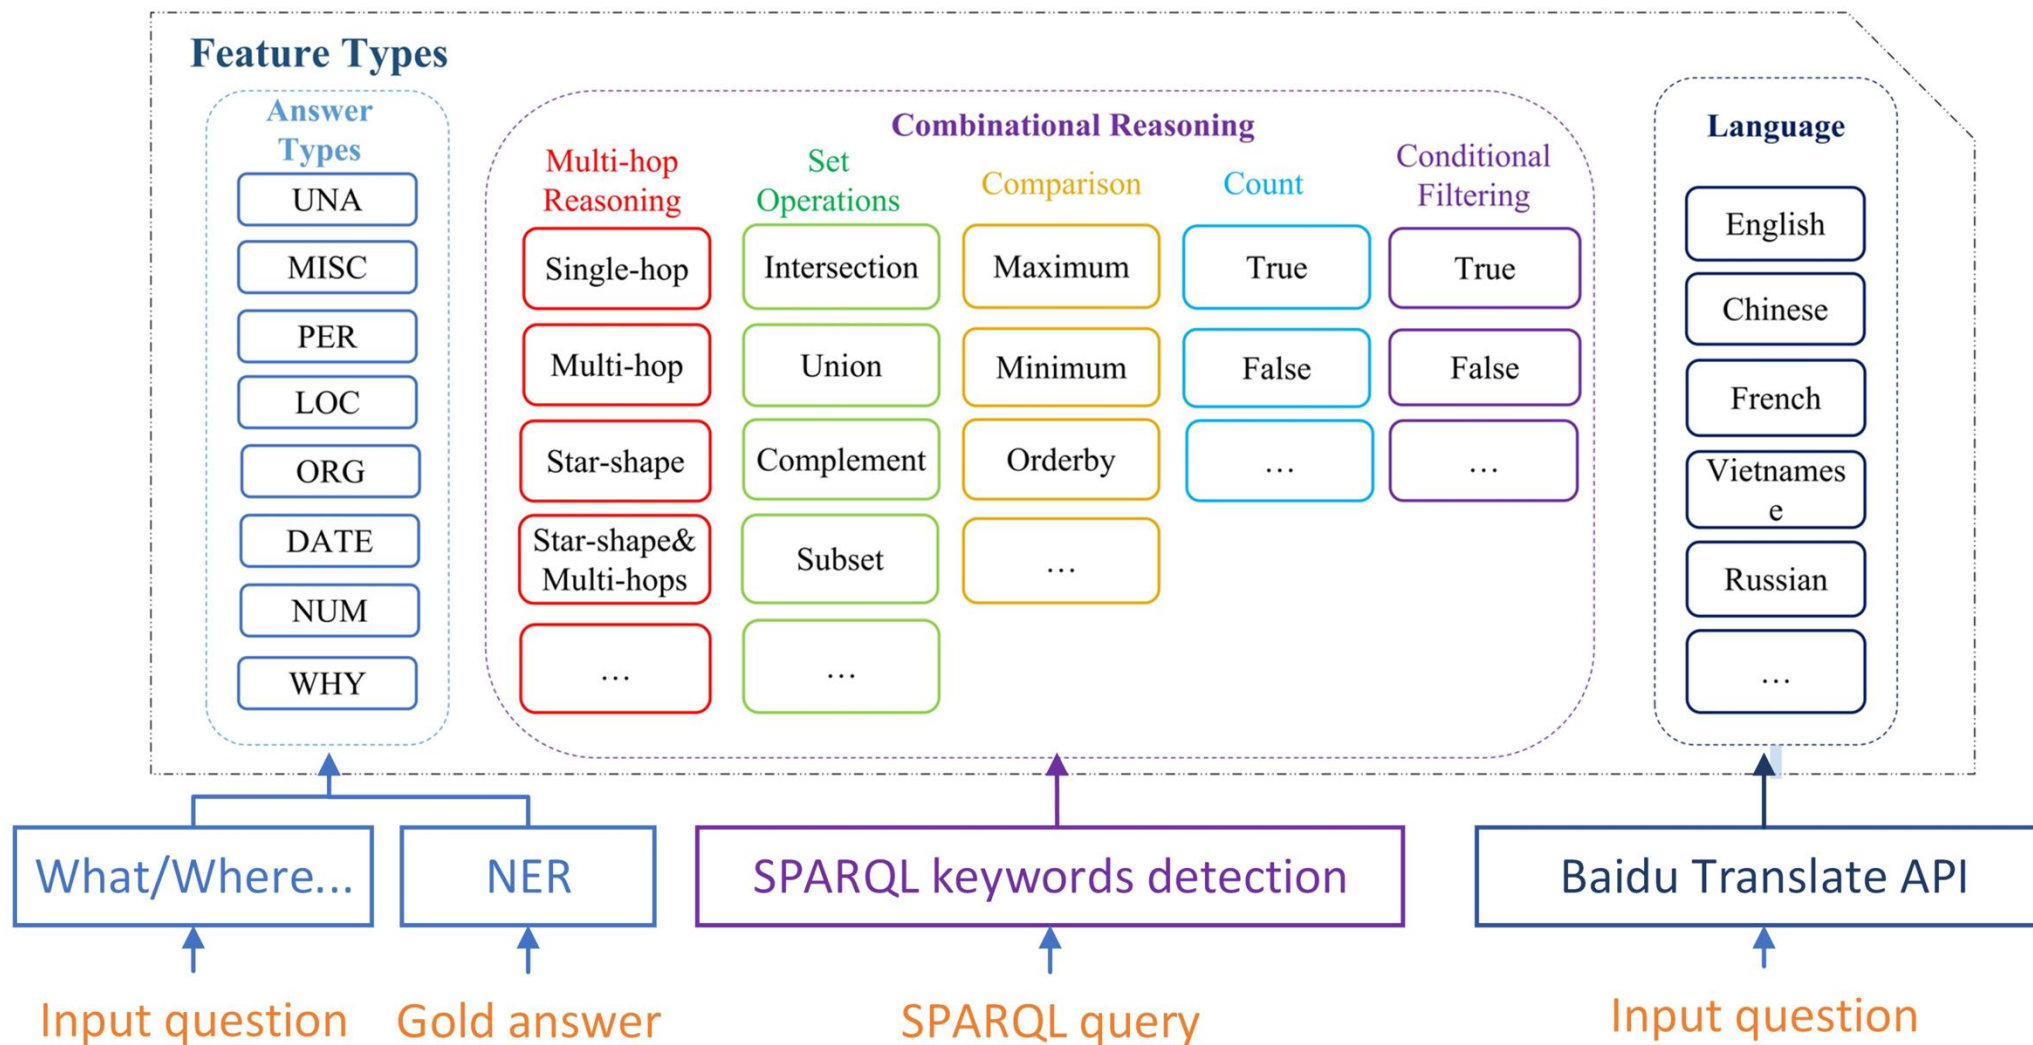 Feature Types
Answer
Types
UNA
MISC
PER
LOC
ORG
DATE
NUM
WHY
Combinational Reasoning
Multi-hop
Reasoning
Single-hop
Multi-hop
Star-shape
Star-shape&
Multi-hops
...
Set
Operations
Intersection
Union
Complement
Subset
...
Comparison
Maximum
Minimum
Orderby
...
Count
True
False
...
Conditional
Filtering
True
False
...
Language
English
Chinese
French
Vietnames
e
Russian
...
What/Where...
NER
SPARQL keywords detection
Baidu Translate API
Input question
Gold answer
SPARQL query
Input question